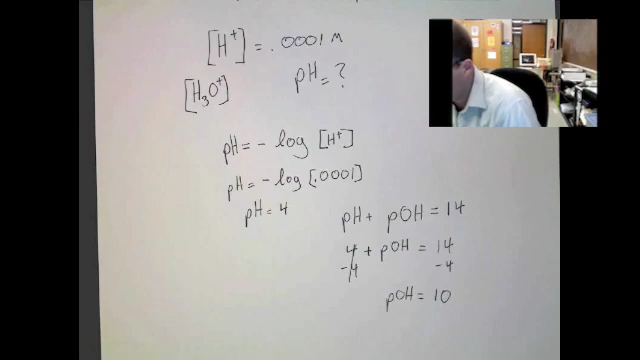 [H+] = .0001 M
[H3O+]
pH = ?
pH = - log [H+]
pH = - log [.0001]
pH = 4
pH + pOH = 14
4 + pOH = 14
-4 -4
pOH = 10